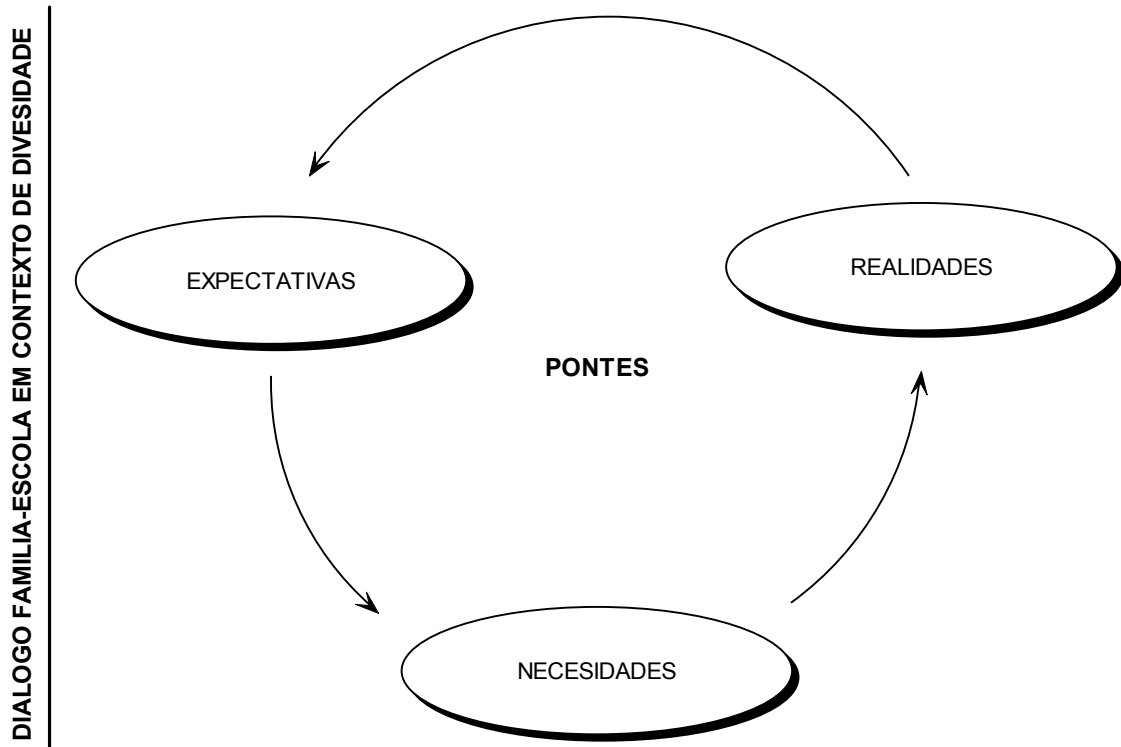 DIALOGO FAMILIA-ESCOLA EM CONTEXTO DE DIVESIDADE
EXPECTATIVAS
REALIDADES
PONTES
NECESIDADES